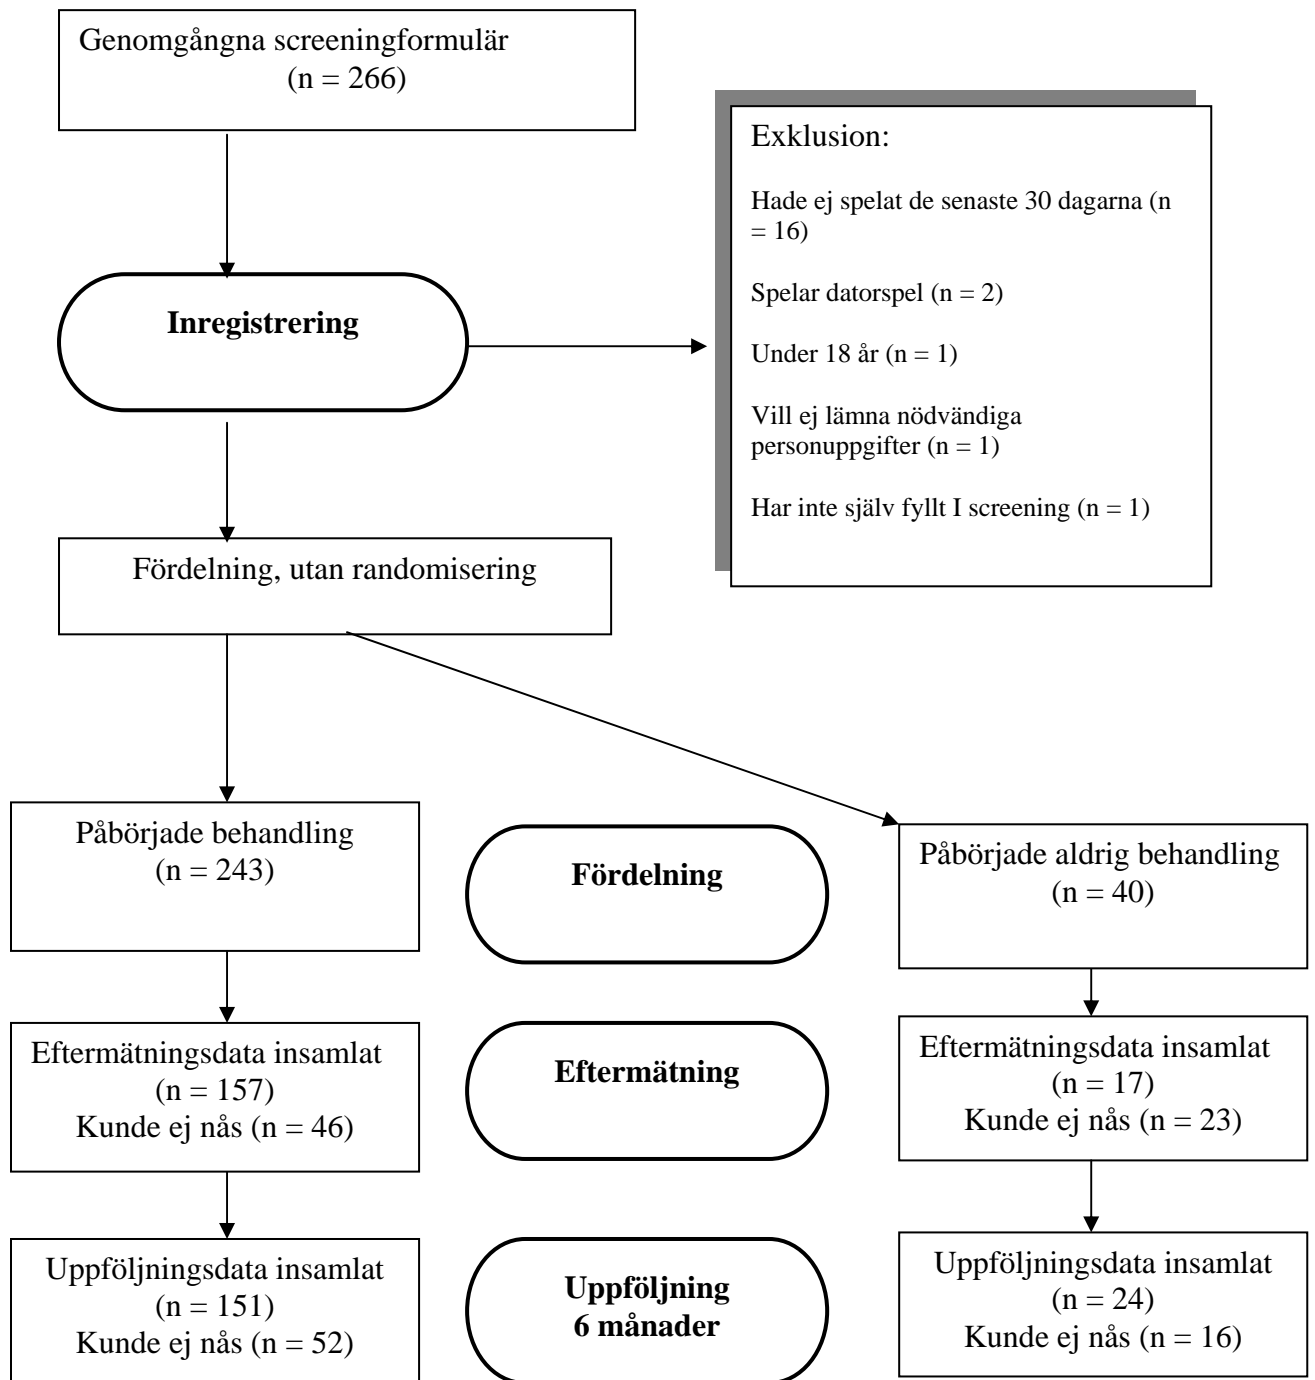 Genomgångna screeningformulär
(n = 266)
Exklusion:
Hade ej spelat de senaste 30 dagarna (n
= 16)
Spelar datorspel (n = 2)
Under 18 år (n = 1)
Vill ej lämna nödvändiga
personuppgifter (n = 1)
Har inte själv fyllt I screening (n = 1)
Inregistrering
Fördelning, utan randomisering
Påbörjade behandling
(n = 243)
Fördelning
Påbörjade aldrig behandling
(n = 40)
Eftermätningsdata insamlat
(n = 157)
Kunde ej nås (n = 46)
Eftermätning
Eftermätningsdata insamlat
(n = 17)
Kunde ej nås (n = 23)
Uppföljningsdata insamlat
(n = 151)
Kunde ej nås (n = 52)
Uppföljning
6 månader
Uppföljningsdata insamlat
(n = 24)
Kunde ej nås (n = 16)